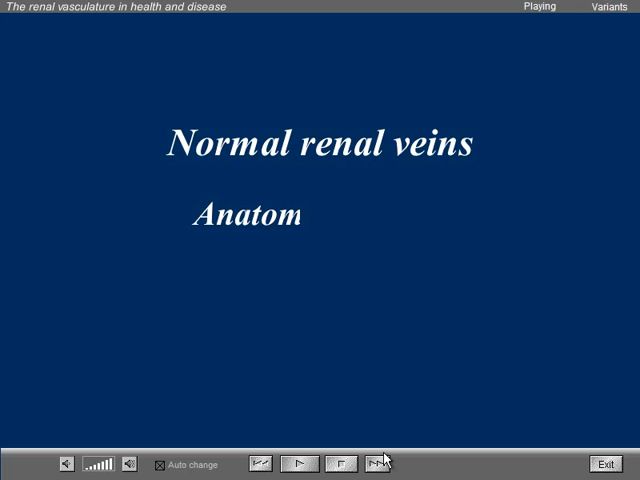 The renal vasculature in health and disease
Playing
Variants
Normal renal veins
Anatom
Auto change
Exit